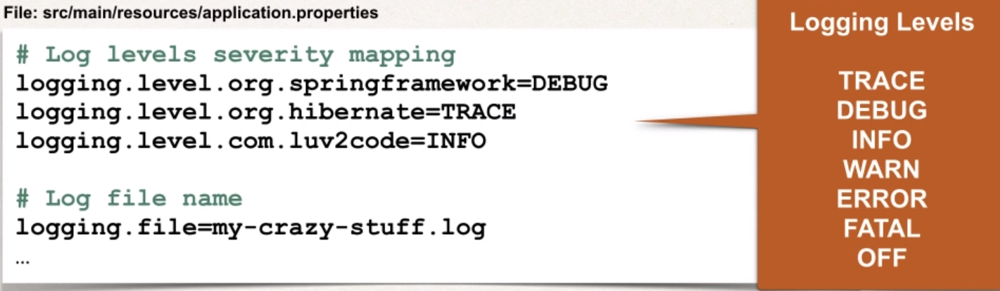 File: src/main/resources/application.properties
# Log levels severity mapping
logging.level.org.springframework=DEBUG
logging.level.org.hibernate=TRACE
logging.level.com.luv2code=INFO
# Log file name
logging.file=my-crazy-stuff.log
...
Logging Levels
TRACE
DEBUG
INFO
WARN
ERROR
FATAL
OFF